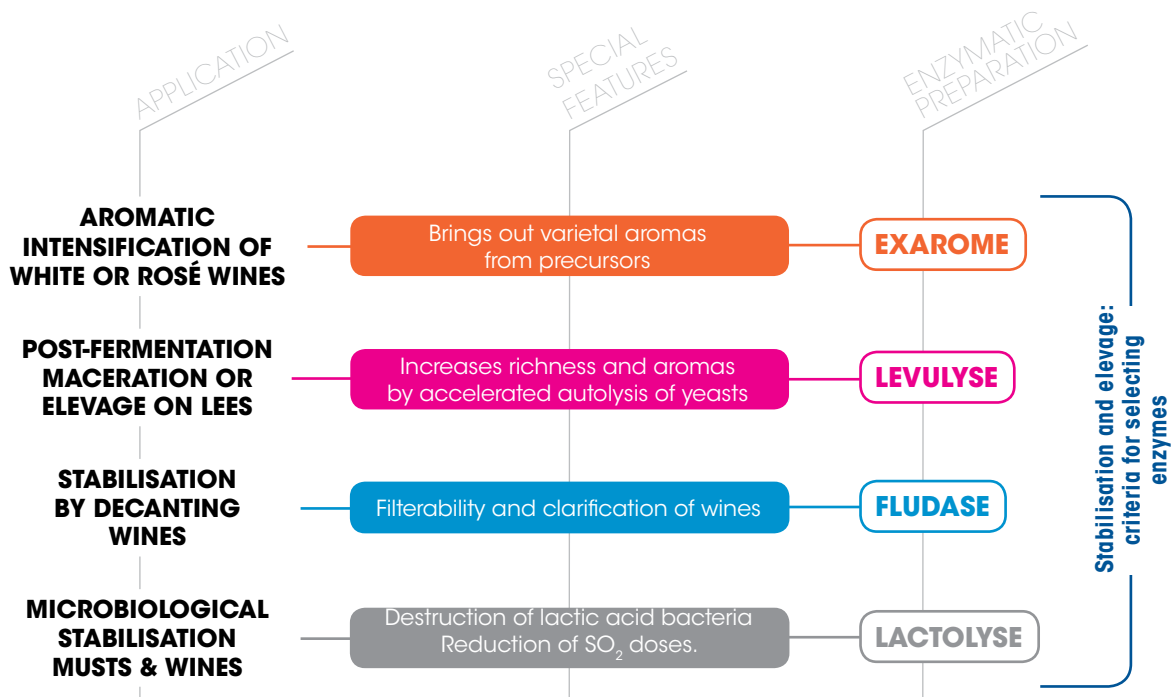 APPLICATION
SPECIAL
FEATURES
ENZYMATIC
PREPARATION
AROMATIC
INTENSIFICATION OF
WHITE OR ROSÉ WINES
Brings out varietal aromas
from precursors
EXAROME
POST-FERMENTATION
MACERATION OR
ELEVAGE ON LEES
Increases richness and aromas
by accelerated autolysis of yeasts
LEVULYSE
STABILISATION
BY DECANTING
WINES
Filterability and clarification of wines
FLUDASE
MICROBIOLOGICAL
STABILISATION
MUSTS & WINES
Destruction of lactic acid bacteria
Reduction of SO₂ doses.
LACTOLYSE
Stabilisation and elevage:
criteria for selecting
enzymes